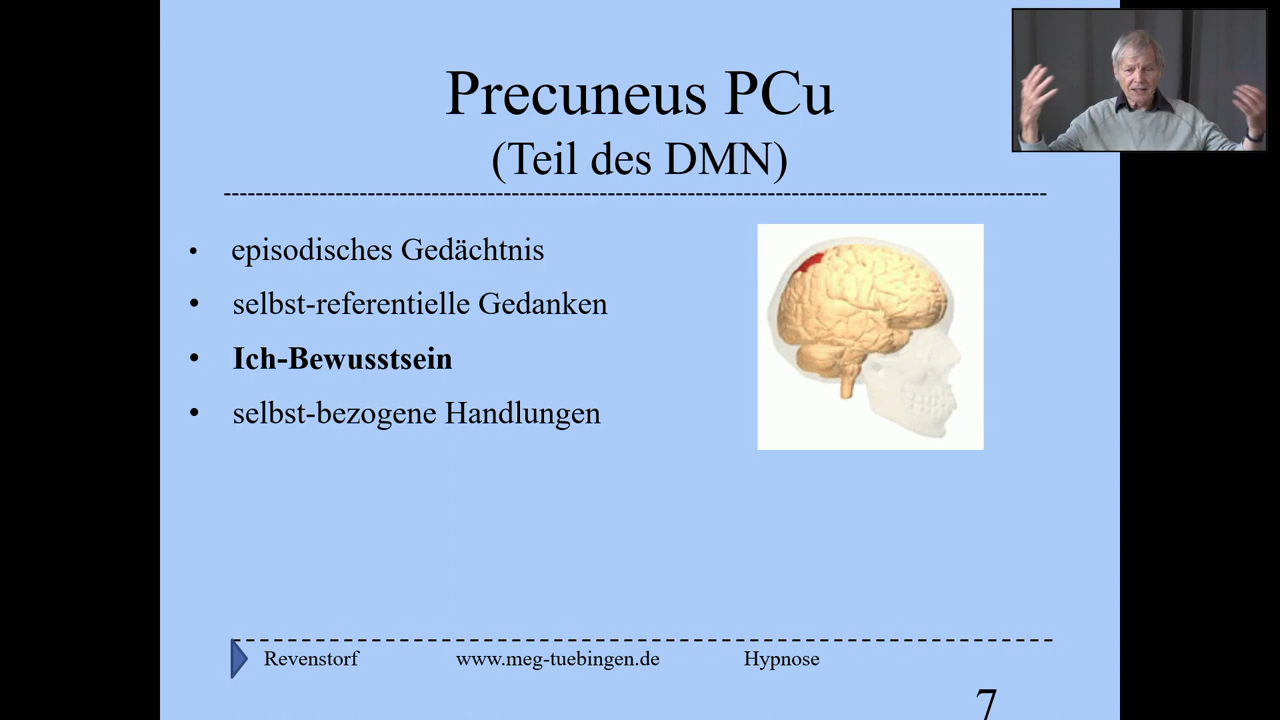 Precuneus PCu
(Teil des DMN)
• episodisches Gedächtnis
• selbst-referentielle Gedanken
• Ich-Bewusstsein
• selbst-bezogene Handlungen
Revenstorf www.meg-tuebingen.de Hypnose
7